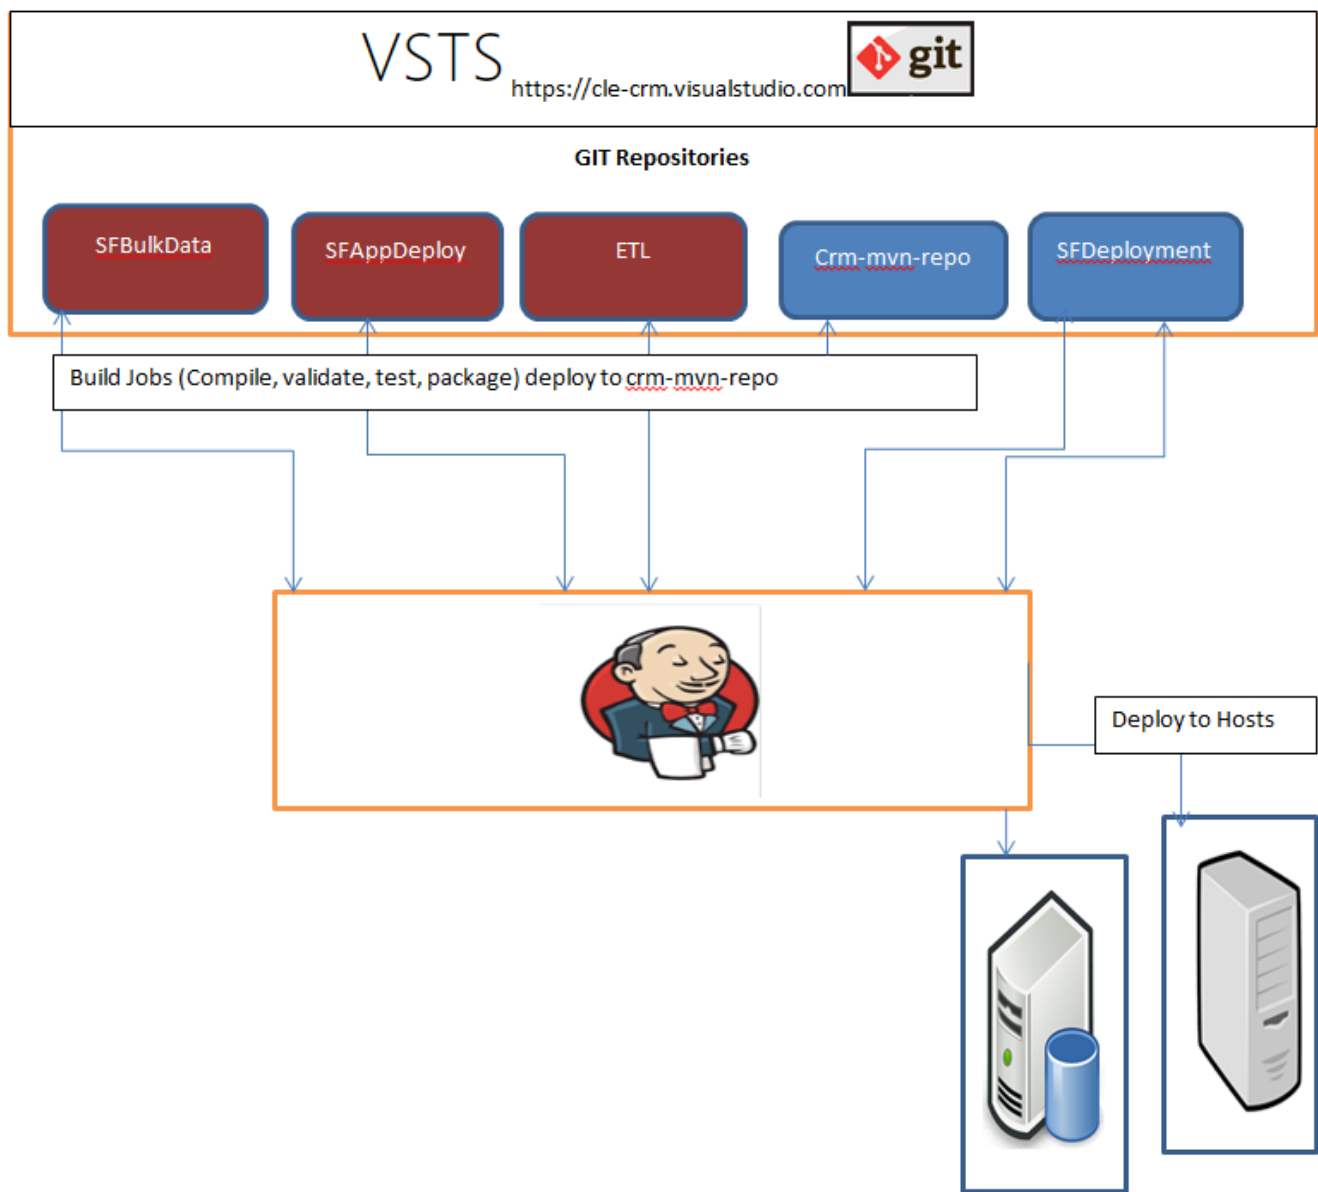 VSTS https://cle-crm.visualstudio.com git
GIT Repositories
SFBulkData
SFAppDeploy
ETL
Crm-mvn-repo
SFDeployment
Build Jobs (Compile, validate, test, package) deploy to crm-mvn-repo
Deploy to Hosts